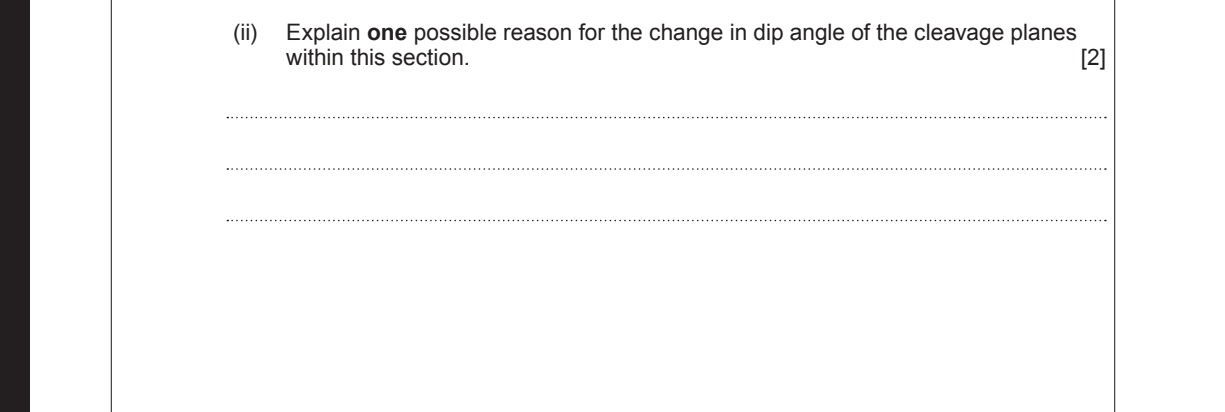 (ii) Explain one possible reason for the change in dip angle of the cleavage planes
within this section. [2]